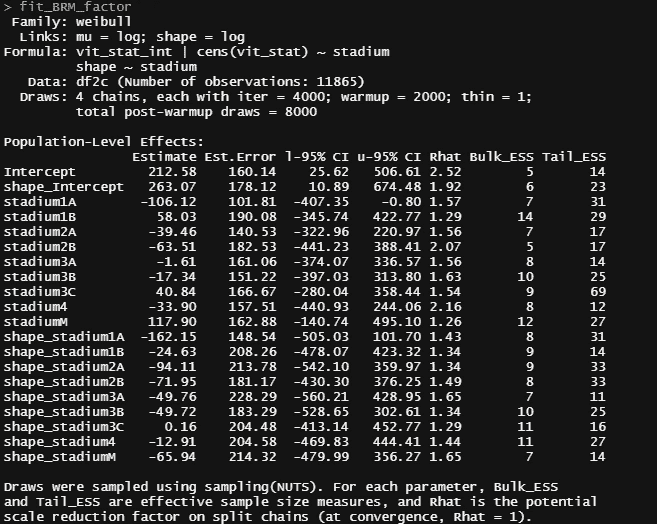 > fit_BRM_factor
 Family: weibull
  Links: mu = log; shape = log
Formula: vit_stat_int | cens(vit_stat) ~ stadium
         shape ~ stadium
   Data: df2c (Number of observations: 11865)
  Draws: 4 chains, each with iter = 4000; warmup = 2000; thin = 1;
         total post-warmup draws = 8000

Population-Level Effects:
                Estimate Est.Error l-95% CI u-95% CI Rhat Bulk_ESS Tail_ESS
Intercept         212.58    160.14    25.62   506.61 2.52        5       14
shape_Intercept   263.07    178.12    10.89   674.48 1.92        6       23
stadium1A        -106.12    101.81  -407.35    -0.80 1.57        7       31
stadium1B          58.03    190.08  -345.74   422.77 1.29       14       29
stadium2A         -39.46    140.53  -322.96   220.97 1.56        7       17
stadium2B         -63.51    182.53  -441.23   388.41 2.07        5       17
stadium3A          -1.61    161.06  -374.07   336.57 1.56        8       14
stadium3B         -17.34    151.22  -397.03   313.80 1.63       10       25
stadium3C          40.84    166.67  -280.04   358.44 1.54        9       69
stadium4          -33.90    157.51  -440.93   244.06 2.16        8       12
stadiumM          117.90    162.88  -140.74   495.10 1.26       12       27
shape_stadium1A  -162.15    148.54  -505.03   101.70 1.43        8       31
shape_stadium1B   -24.63    208.26  -478.07   423.32 1.34        9       14
shape_stadium2A   -94.11    213.78  -542.10   359.97 1.34        9       33
shape_stadium2B   -71.95    181.17  -430.30   376.25 1.49        8       33
shape_stadium3A   -49.76    228.29  -560.21   428.95 1.65        7       11
shape_stadium3B   -49.72    183.29  -528.65   302.61 1.34       10       25
shape_stadium3C     0.16    204.48  -413.14   452.77 1.29       11       16
shape_stadium4    -12.91    204.58  -469.83   444.41 1.44       11       27
shape_stadiumM    -65.94    214.32  -479.99   356.27 1.65        7       14

Draws were sampled using sampling(NUTS). For each parameter, Bulk_ESS
and Tail_ESS are effective sample size measures, and Rhat is the potential
scale reduction factor on split chains (at convergence, Rhat = 1).